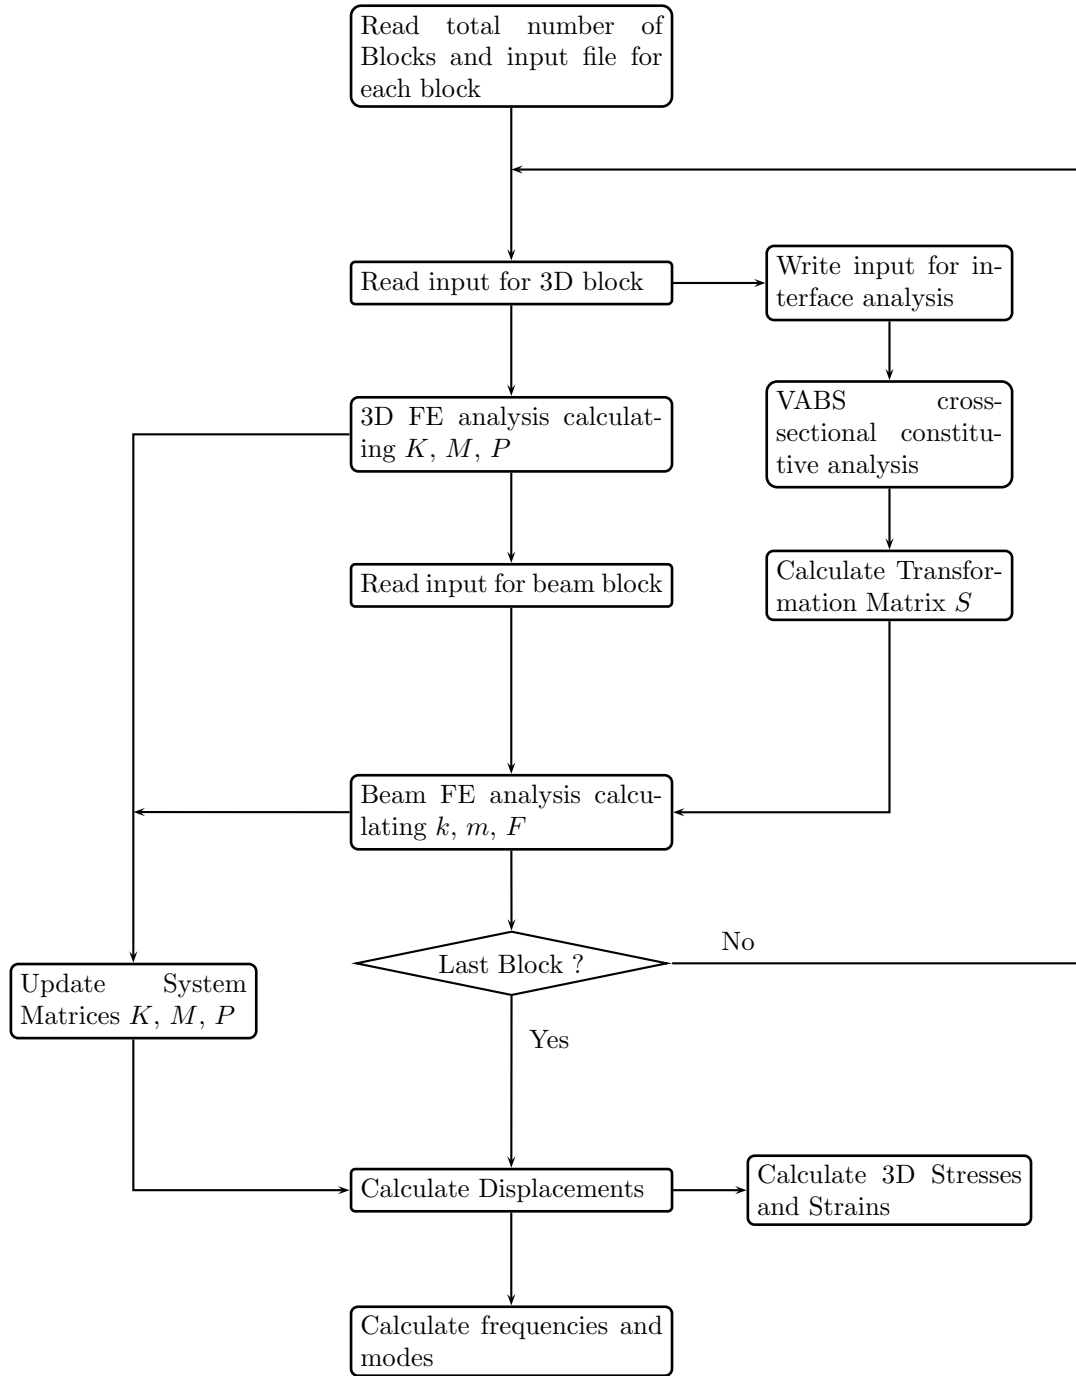 Read total number of
Blocks and input file for
each block
Read input for 3D block
Write input for in-
terface analysis
3D FE analysis calculat-
ing K, M, P
VABS cross-
sectional constitu-
tive analysis
Read input for beam block
Calculate Transfor-
mation Matrix S
Beam FE analysis calcu-
lating k, m, F
No
Last Block ?
Update System
Matrices K, M, P
Yes
Calculate Displacements
Calculate 3D Stresses
and Strains
Calculate frequencies and
modes